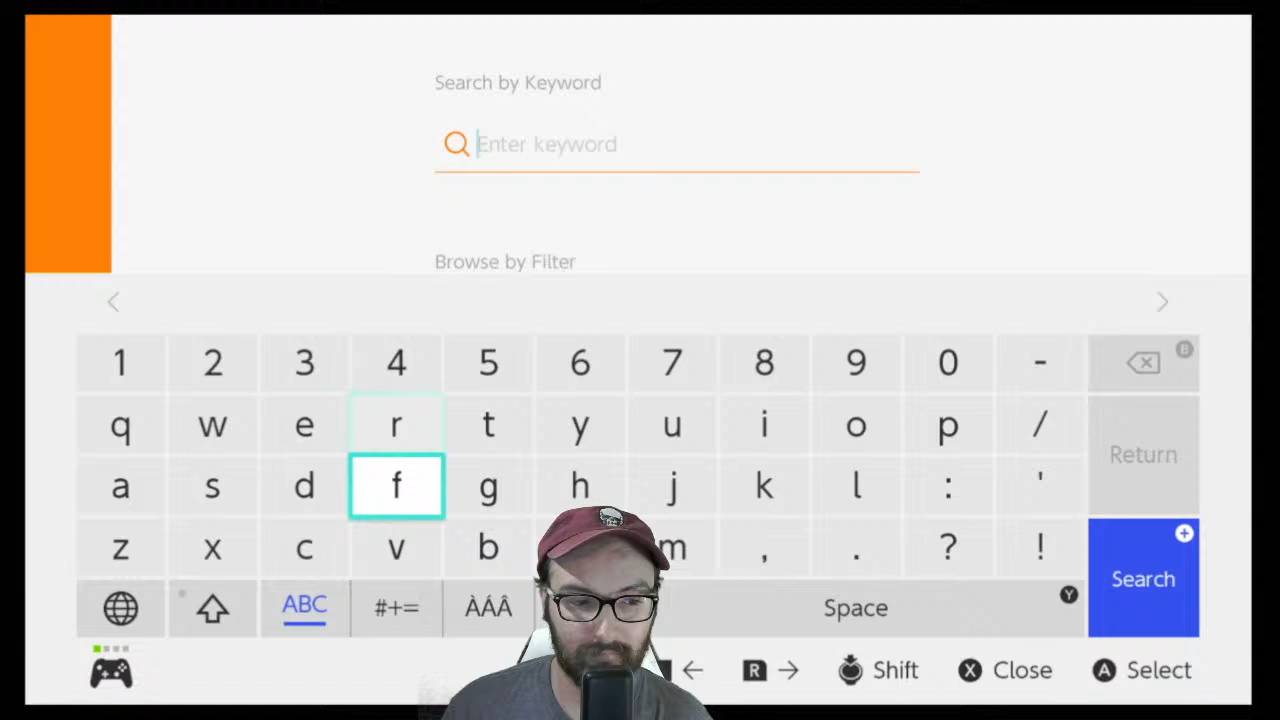 Search by Keyword
Enter keyword
Browse by Filter
1 2 3 4 5 6 7 8 9 0 - B
q w e r t y u i o p / Return
a s d f g h j k l : '
z x c v b m , . ? ! + Search
ABC #+= ÀÁÂ Space Y
← R → Shift X Close A Select